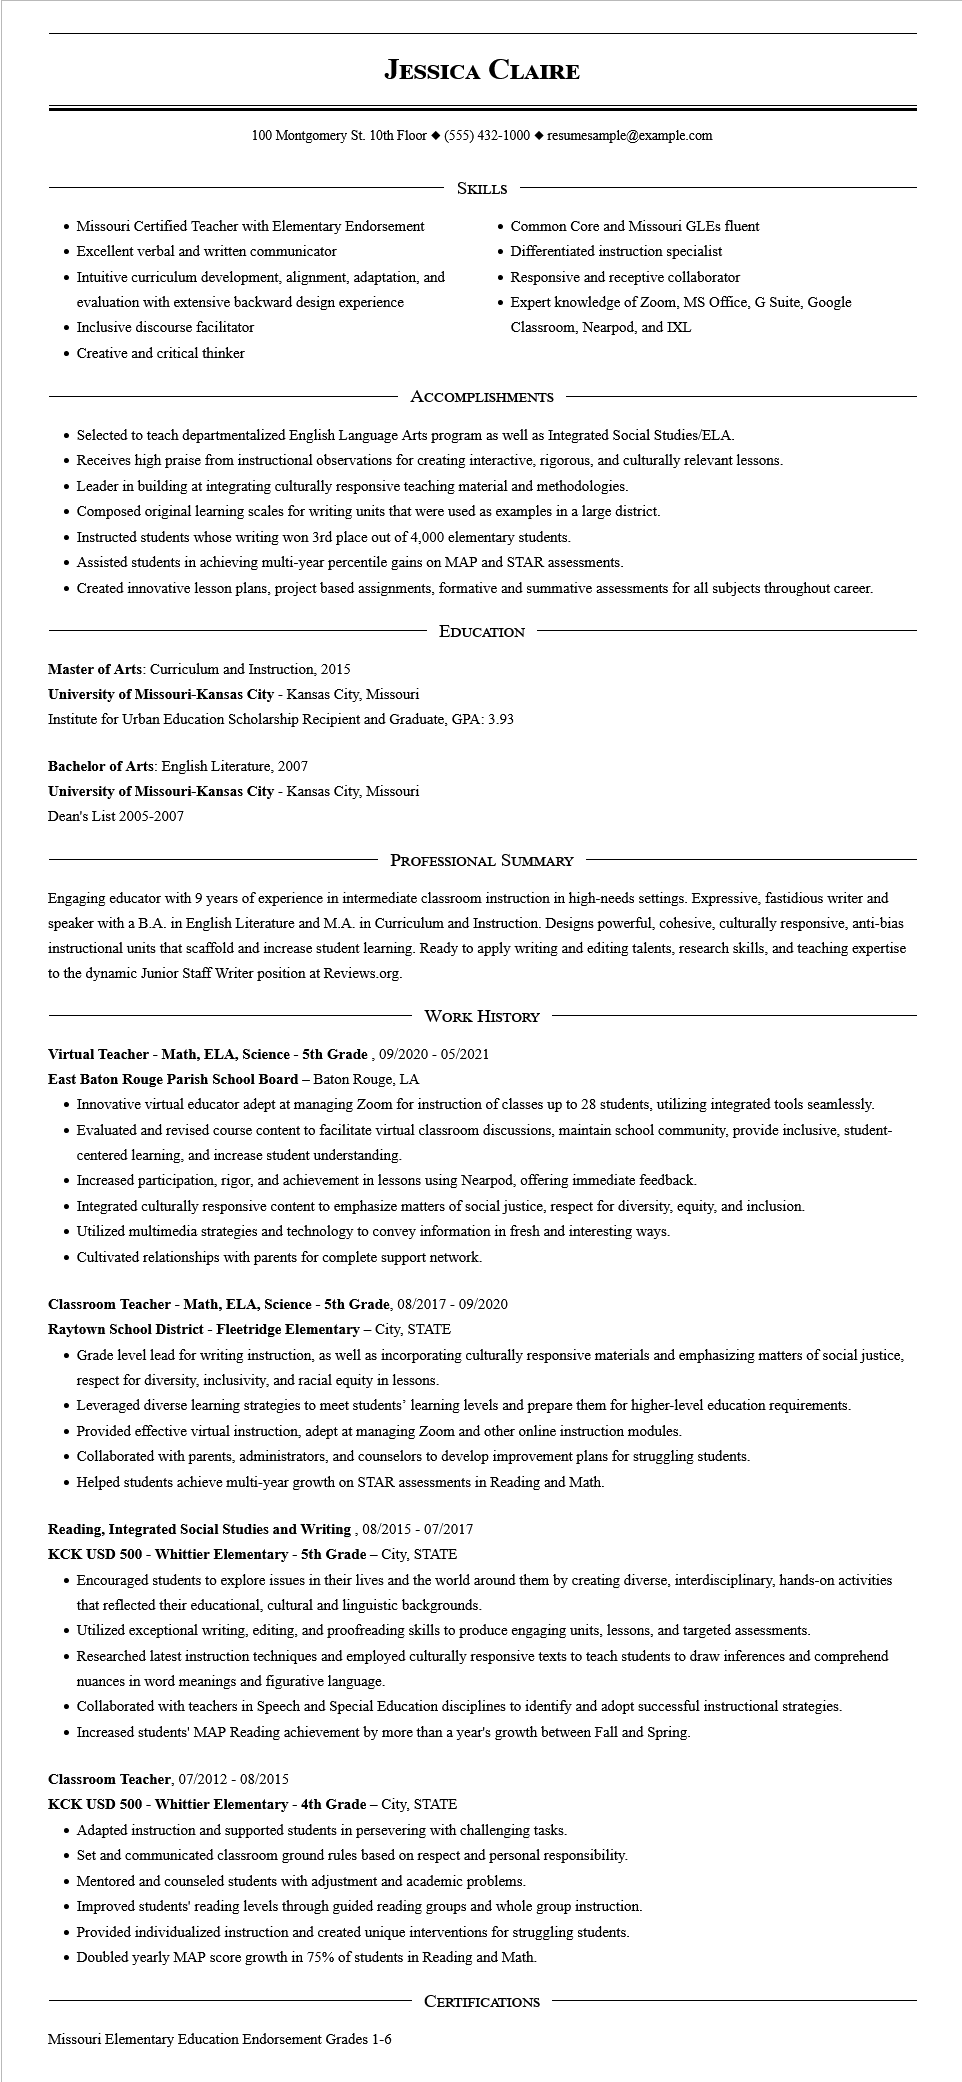 Jessica Claire
100 Montgomery St. 10th Floor ◆ (555) 432-1000 ◆ resumesample@example.com
Skills
• Missouri Certified Teacher with Elementary Endorsement
• Excellent verbal and written communicator
• Intuitive curriculum development, alignment, adaptation, and
evaluation with extensive backward design experience
• Inclusive discourse facilitator
• Creative and critical thinker
• Common Core and Missouri GLEs fluent
• Differentiated instruction specialist
• Responsive and receptive collaborator
• Expert knowledge of Zoom, MS Office, G Suite, Google
Classroom, Nearpod, and IXL
Accomplishments
• Selected to teach departmentalized English Language Arts program as well as Integrated Social Studies/ELA.
• Receives high praise from instructional observations for creating interactive, rigorous, and culturally relevant lessons.
• Leader in building at integrating culturally responsive teaching material and methodologies.
• Composed original learning scales for writing units that were used as examples in a large district.
• Instructed students whose writing won 3rd place out of 4,000 elementary students.
• Assisted students in achieving multi-year percentile gains on MAP and STAR assessments.
• Created innovative lesson plans, project based assignments, formative and summative assessments for all subjects throughout career.
Education
Master of Arts: Curriculum and Instruction, 2015
University of Missouri-Kansas City - Kansas City, Missouri
Institute for Urban Education Scholarship Recipient and Graduate, GPA: 3.93
Bachelor of Arts: English Literature, 2007
University of Missouri-Kansas City - Kansas City, Missouri
Dean's List 2005-2007
Professional Summary
Engaging educator with 9 years of experience in intermediate classroom instruction in high-needs settings. Expressive, fastidious writer and
speaker with a B.A. in English Literature and M.A. in Curriculum and Instruction. Designs powerful, cohesive, culturally responsive, anti-bias
instructional units that scaffold and increase student learning. Ready to apply writing and editing talents, research skills, and teaching expertise
to the dynamic Junior Staff Writer position at Reviews.org.
Work History
Virtual Teacher - Math, ELA, Science - 5th Grade , 09/2020 - 05/2021
East Baton Rouge Parish School Board – Baton Rouge, LA
• Innovative virtual educator adept at managing Zoom for instruction of classes up to 28 students, utilizing integrated tools seamlessly.
• Evaluated and revised course content to facilitate virtual classroom discussions, maintain school community, provide inclusive, student-
centered learning, and increase student understanding.
• Increased participation, rigor, and achievement in lessons using Nearpod, offering immediate feedback.
• Integrated culturally responsive content to emphasize matters of social justice, respect for diversity, equity, and inclusion.
• Utilized multimedia strategies and technology to convey information in fresh and interesting ways.
• Cultivated relationships with parents for complete support network.
Classroom Teacher - Math, ELA, Science - 5th Grade, 08/2017 - 09/2020
Raytown School District - Fleetridge Elementary – City, STATE
• Grade level lead for writing instruction, as well as incorporating culturally responsive materials and emphasizing matters of social justice,
respect for diversity, inclusivity, and racial equity in lessons.
• Leveraged diverse learning strategies to meet students’ learning levels and prepare them for higher-level education requirements.
• Provided effective virtual instruction, adept at managing Zoom and other online instruction modules.
• Collaborated with parents, administrators, and counselors to develop improvement plans for struggling students.
• Helped students achieve multi-year growth on STAR assessments in Reading and Math.
Reading, Integrated Social Studies and Writing , 08/2015 - 07/2017
KCK USD 500 - Whittier Elementary - 5th Grade – City, STATE
• Encouraged students to explore issues in their lives and the world around them by creating diverse, interdisciplinary, hands-on activities
that reflected their educational, cultural and linguistic backgrounds.
• Utilized exceptional writing, editing, and proofreading skills to produce engaging units, lessons, and targeted assessments.
• Researched latest instruction techniques and employed culturally responsive texts to teach students to draw inferences and comprehend
nuances in word meanings and figurative language.
• Collaborated with teachers in Speech and Special Education disciplines to identify and adopt successful instructional strategies.
• Increased students' MAP Reading achievement by more than a year's growth between Fall and Spring.
Classroom Teacher, 07/2012 - 08/2015
KCK USD 500 - Whittier Elementary - 4th Grade – City, STATE
• Adapted instruction and supported students in persevering with challenging tasks.
• Set and communicated classroom ground rules based on respect and personal responsibility.
• Mentored and counseled students with adjustment and academic problems.
• Improved students' reading levels through guided reading groups and whole group instruction.
• Provided individualized instruction and created unique interventions for struggling students.
• Doubled yearly MAP score growth in 75% of students in Reading and Math.
Certifications
Missouri Elementary Education Endorsement Grades 1-6